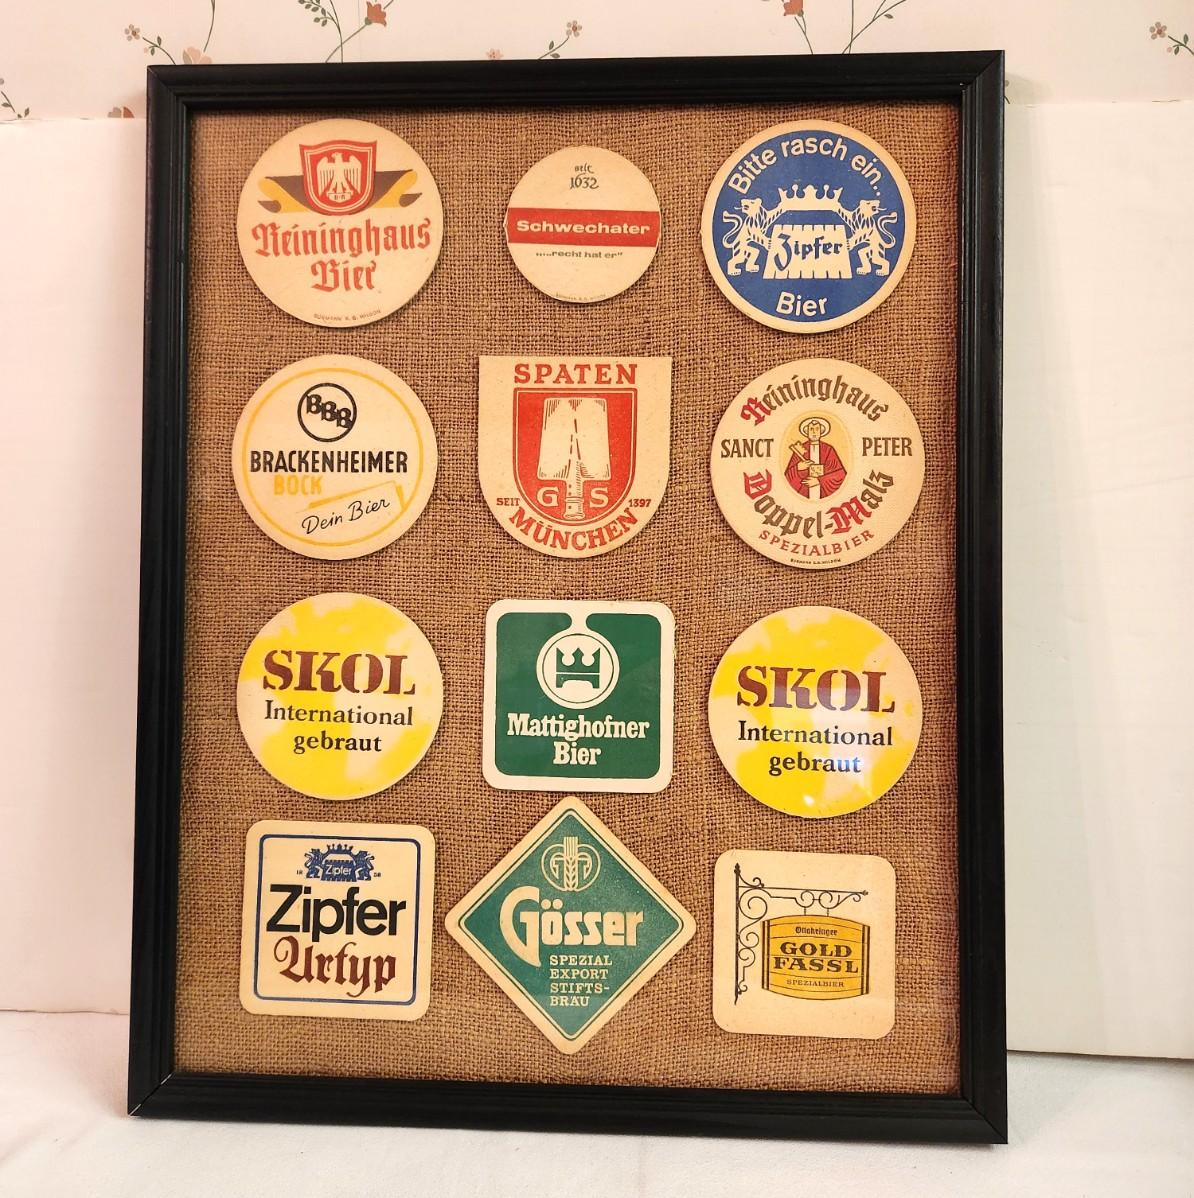 Reininghaus
Bier
seit
1632
Schwechater
„...recht hat er"
Bitte rasch ein..
Zipfer
Bier
BBB
BRACKENHEIMER
BOCK
Dein Bier
SPATEN
G S
SEIT 1397
MÜNCHEN
Reininghaus
SANCT PETER
Doppel-Malz
SPEZIALBIER
SKOL
International
gebraut
Mattighofner
Bier
SKOL
International
gebraut
Zipfer
Zipfer
Urtyp
Gösser
SPEZIAL
EXPORT
STIFTS-
BRÄU
Ottakringer
GOLD
FASSL
SPEZIALBIER